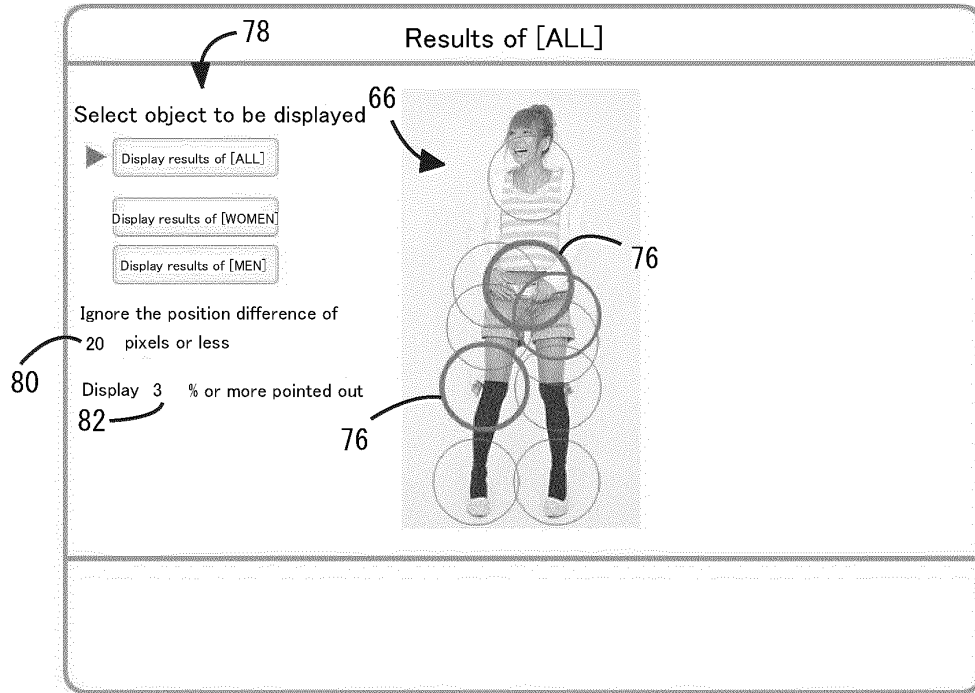 78
Results of [ALL]
Select object to be displayed
66
Display results of [ALL]
Display results of [WOMEN]
76
Display results of [MEN]
Ignore the position difference of
20 pixels or less
80
Display 3 % or more pointed out
82
76